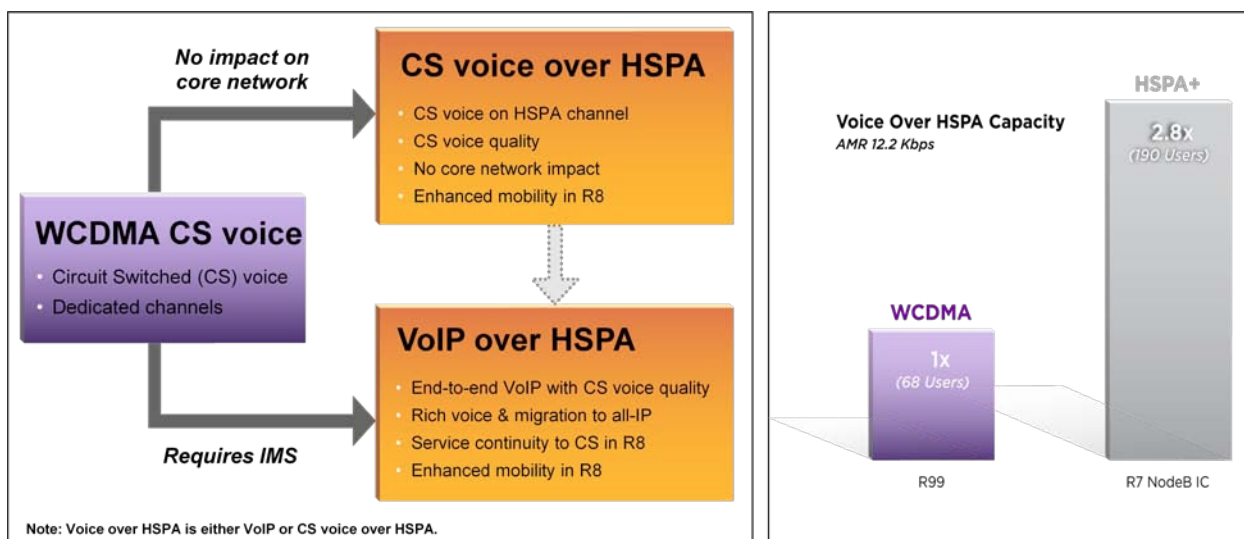 No impact on
core network
CS voice over HSPA
• CS voice on HSPA channel
• CS voice quality
• No core network impact
• Enhanced mobility in R8
WCDMA CS voice
• Circuit Switched (CS) voice
• Dedicated channels
VoIP over HSPA
• End-to-end VoIP with CS voice quality
• Rich voice & migration to all-IP
• Service continuity to CS in R8
• Enhanced mobility in R8
Requires IMS
Note: Voice over HSPA is either VoIP or CS voice over HSPA.
Voice Over HSPA Capacity
AMR 12.2 Kbps
HSPA+
2.8x
(190 Users)
WCDMA
1x
(68 Users)
R99
R7 NodeB IC